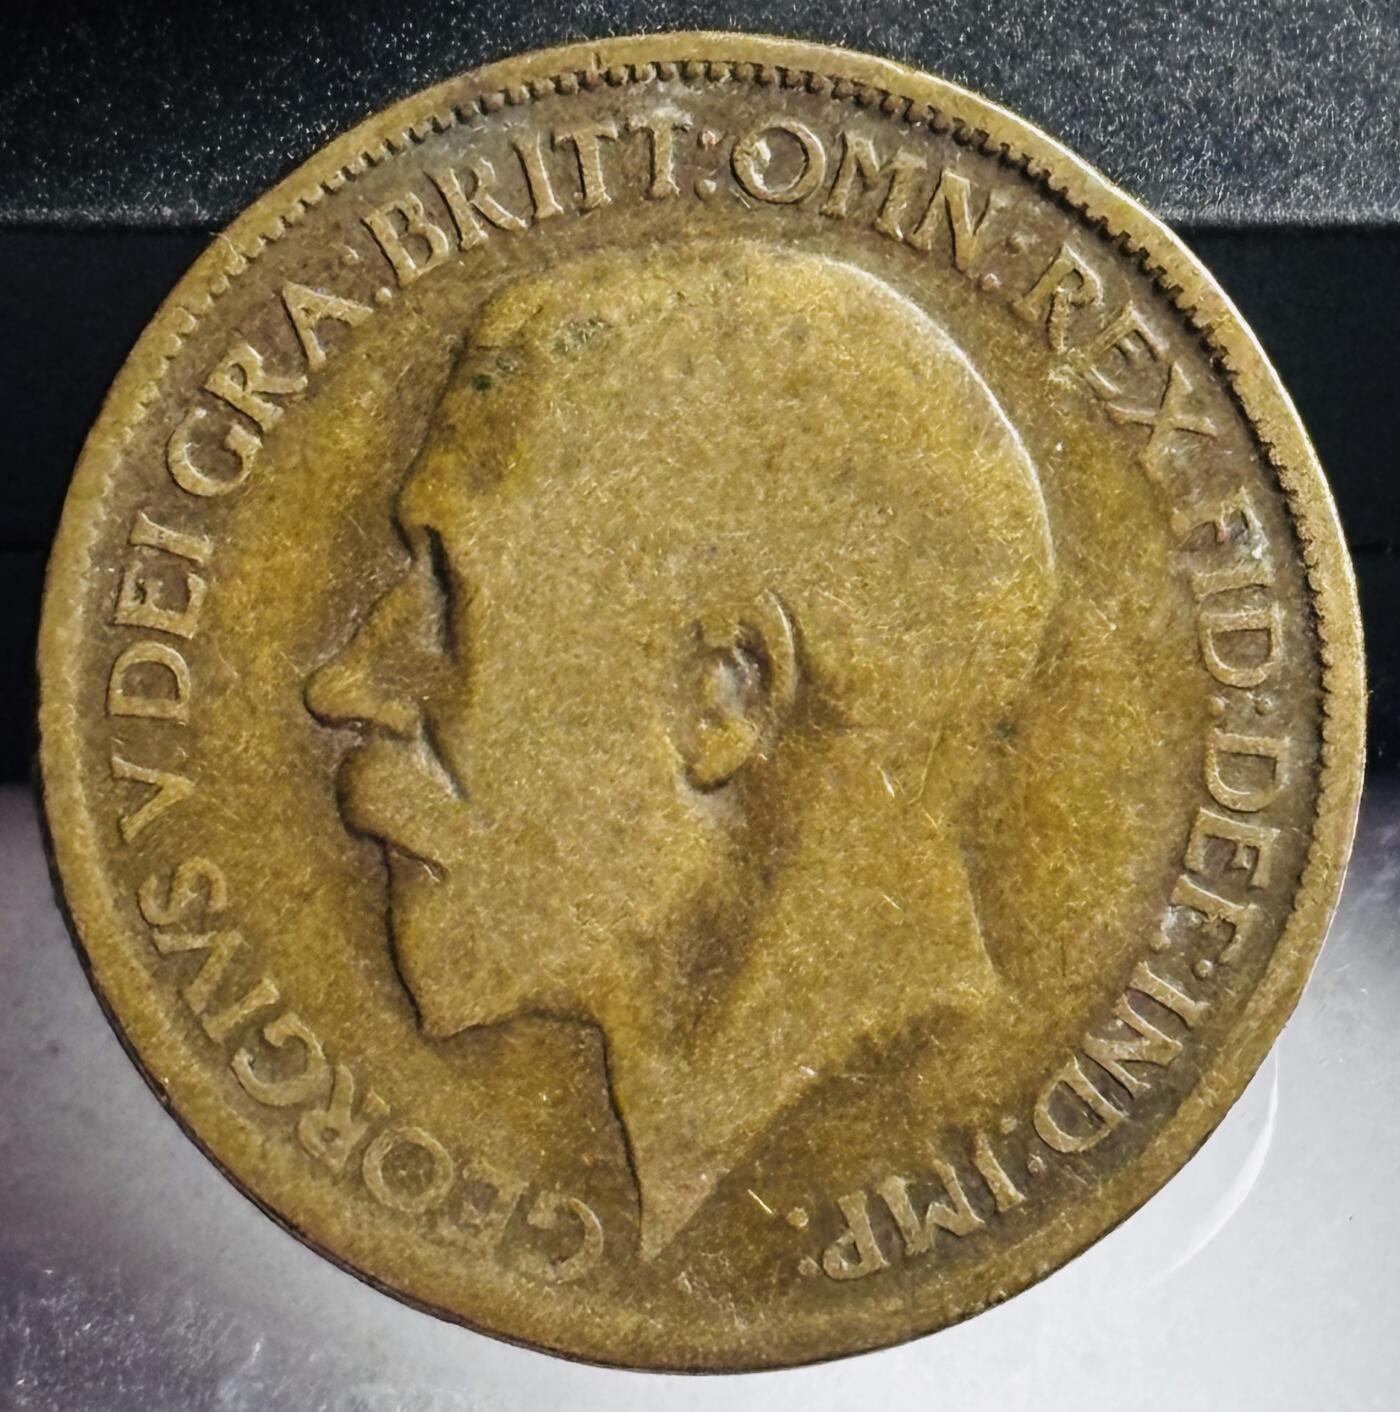 GEORGIVS V DEI GRA: BRITT: OMN: REX FID: DEF: IND: IMP: